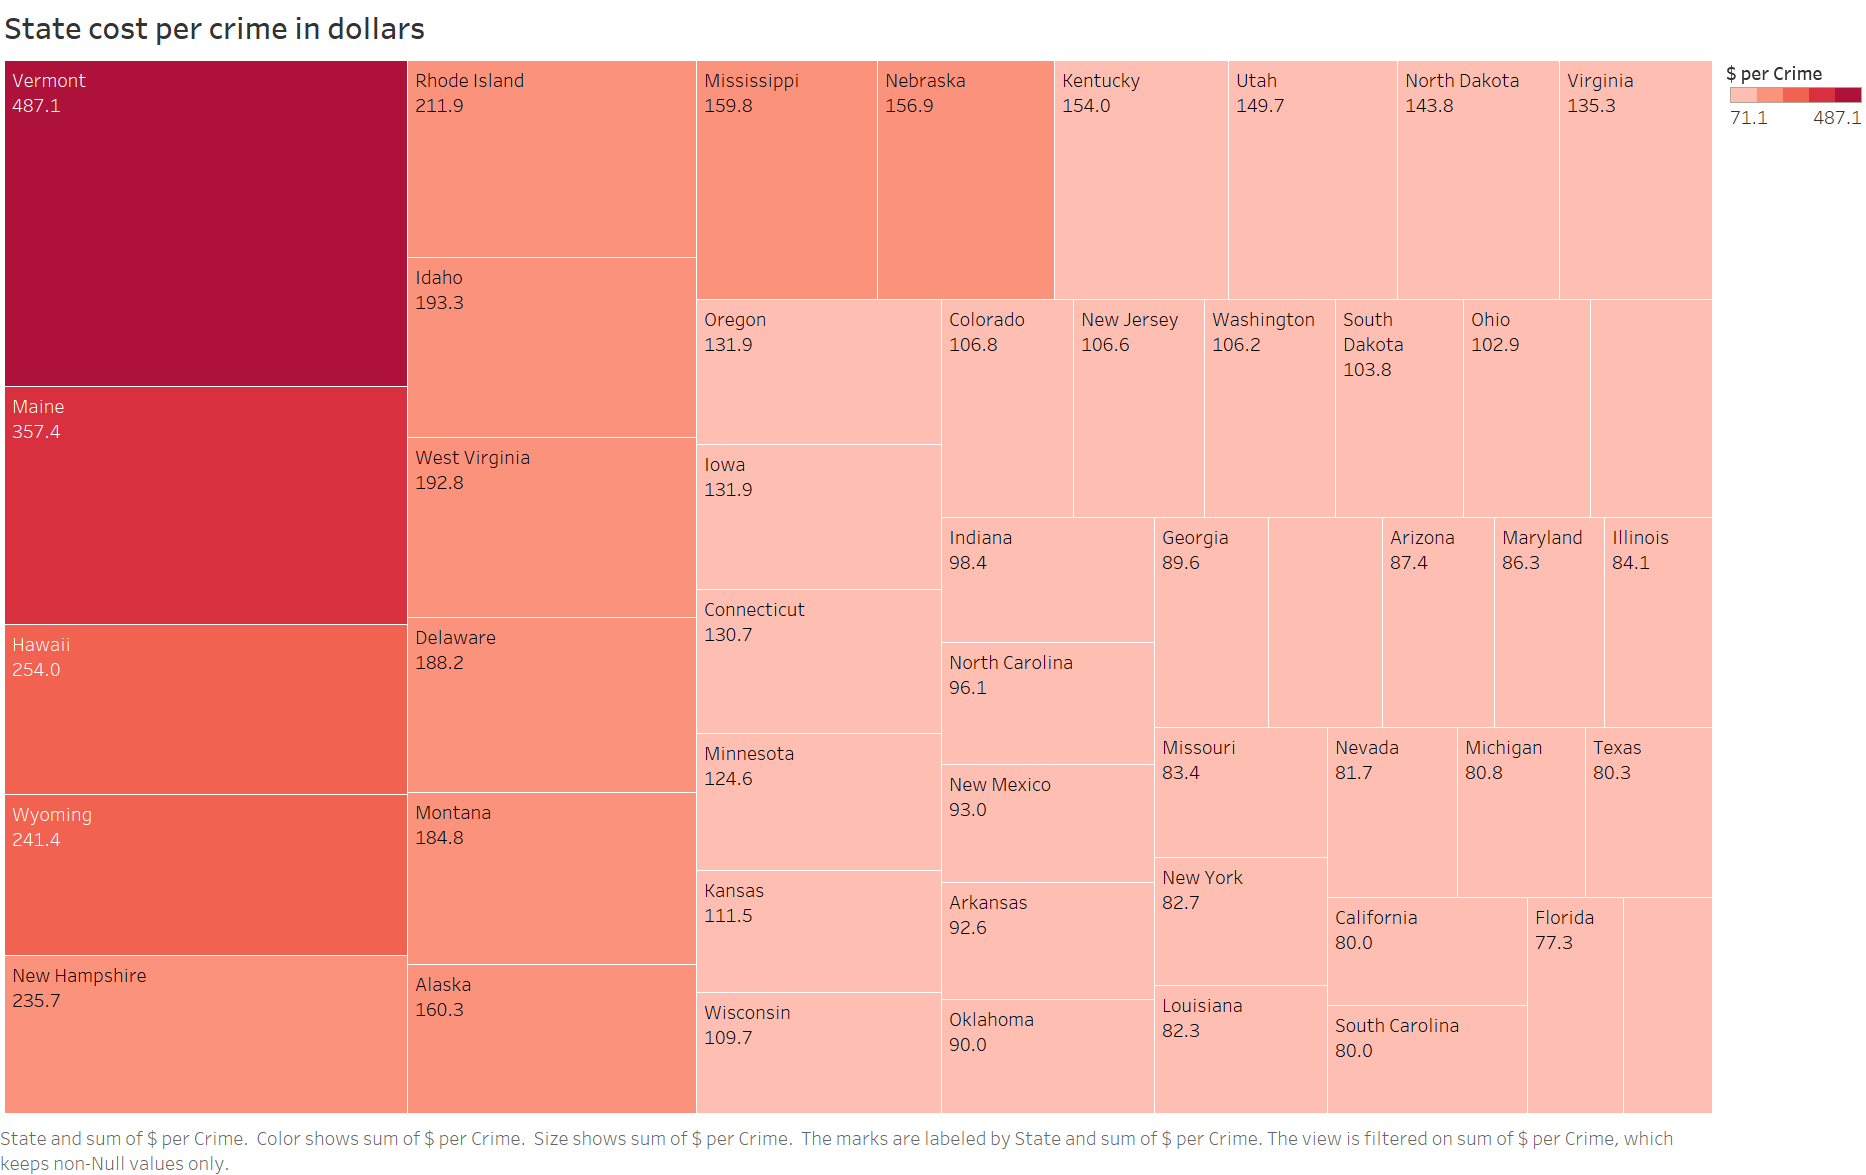 State cost per crime in dollars
Vermont
487.1
Maine
357.4
Hawaii
254.0
Wyoming
241.4
New Hampshire
235.7
Rhode Island
211.9
Idaho
193.3
West Virginia
192.8
Delaware
188.2
Montana
184.8
Alaska
160.3
Mississippi
159.8
Nebraska
156.9
Kentucky
154.0
Utah
149.7
North Dakota
143.8
Virginia
135.3
Oregon
131.9
Iowa
131.9
Connecticut
130.7
Minnesota
124.6
Kansas
111.5
Wisconsin
109.7
Colorado
106.8
New Jersey
106.6
Washington
106.2
South
Dakota
103.8
Ohio
102.9
Indiana
98.4
North Carolina
96.1
New Mexico
93.0
Arkansas
92.6
Oklahoma
90.0
Georgia
89.6
Arizona
87.4
Maryland
86.3
Illinois
84.1
Missouri
83.4
New York
82.7
Louisiana
82.3
Nevada
81.7
Michigan
80.8
Texas
80.3
California
80.0
South Carolina
80.0
Florida
77.3
$ per Crime
71.1 487.1
State and sum of $ per Crime. Color shows sum of $ per Crime. Size shows sum of $ per Crime. The marks are labeled by State and sum of $ per Crime. The view is filtered on sum of $ per Crime, which
keeps non-Null values only.